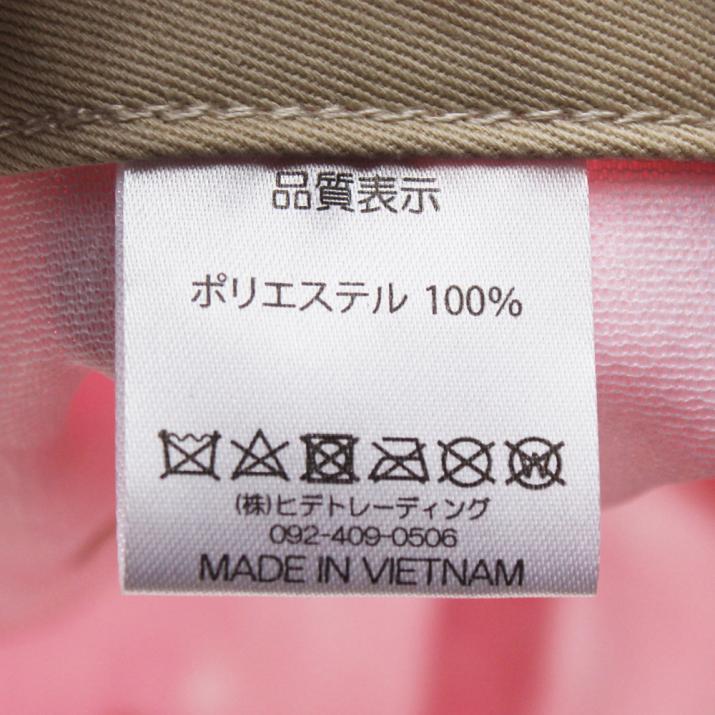 品質表示
ポリエステル 100%
W
(株)ヒデトレーディング
092-409-0506
MADE IN VIETNAM